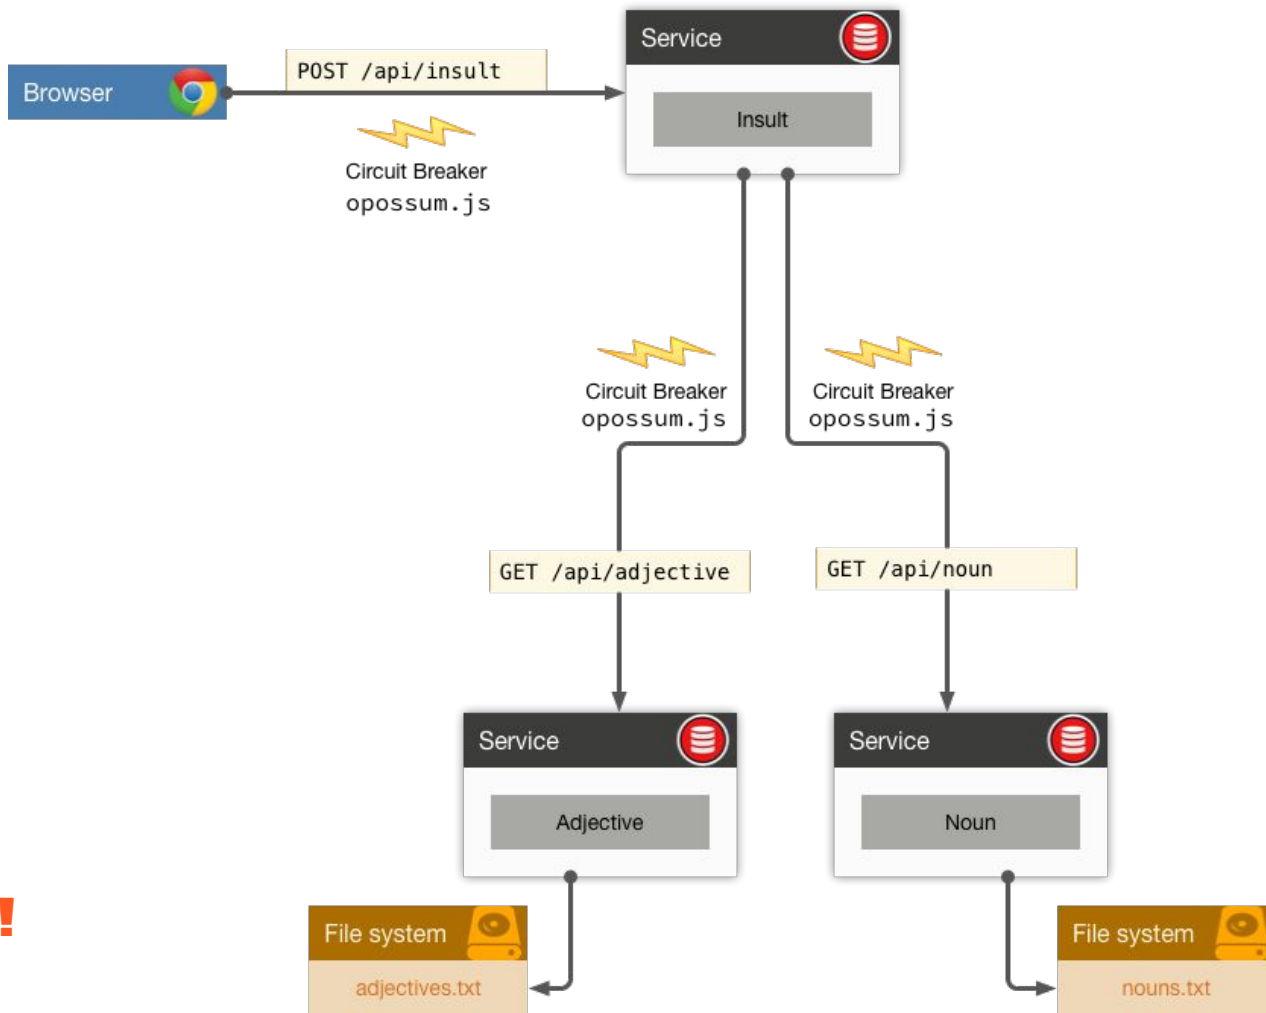 Service
POST /api/insult
Browser
Insult
Circuit Breaker
opossum.js
Circuit Breaker
opossum.js
Circuit Breaker
opossum.js
GET /api/adjective
GET /api/noun
Service
Service
Adjective
Noun
!
File system
adjectives.txt
File system
nouns.txt